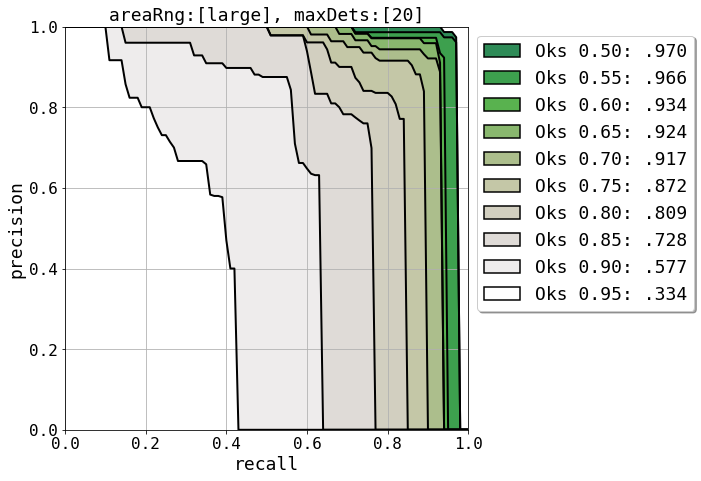 areaRng:[large], maxDets:[20]
precision
1.0
0.8
0.6
0.4
0.2
0.0
0.0 0.2 0.4 0.6 0.8 1.0
recall
Oks 0.50: .970
Oks 0.55: .966
Oks 0.60: .934
Oks 0.65: .924
Oks 0.70: .917
Oks 0.75: .872
Oks 0.80: .809
Oks 0.85: .728
Oks 0.90: .577
Oks 0.95: .334